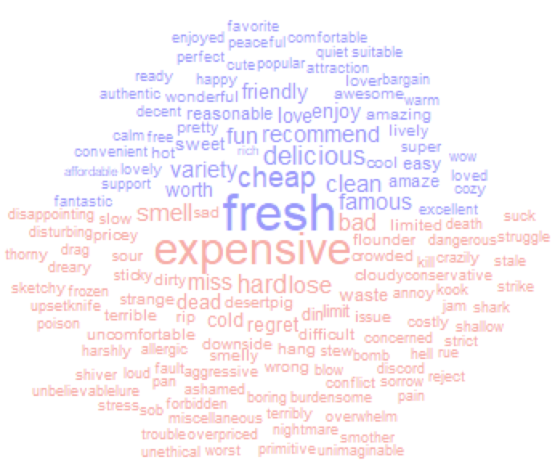 favorite
enjoyed peaceful comfortable
perfect quiet suitable
cute popular attraction
ready happy lover bargain
authentic wonderful friendly awesome warm
decent reasonable love enjoy amazing
calm free pretty fun recommend lively
convenient hot sweet rich delicious cool easy super wow
affordable lovely variety cheap clean amaze loved
support worth cozy
fantastic fresh famous excellent
disappointing slow smell sad bad limited death suck
disturbing pricey flounder dangerous struggle
thorny drag sour expensive crowded kill crazily stale
dreary sticky dirty miss hard lose cloudy conservative
sketchy frozen strange dead desert pig waste annoy kook strike
upset knife terrible rip cold regret din limit issue jam shark
poison costly shallow
uncomfortable downside difficult concerned strict
harshly allergic smelly hang stew bomb hell rue
shiver loud fault aggressive wrong blow discord
unbelievable lure pan ashamed conflict sorrow reject
stress sob forbidden boring burdensome pain
miscellaneous terribly overwhelm
trouble overpriced nightmare smother
unethical worst primitive unimaginable